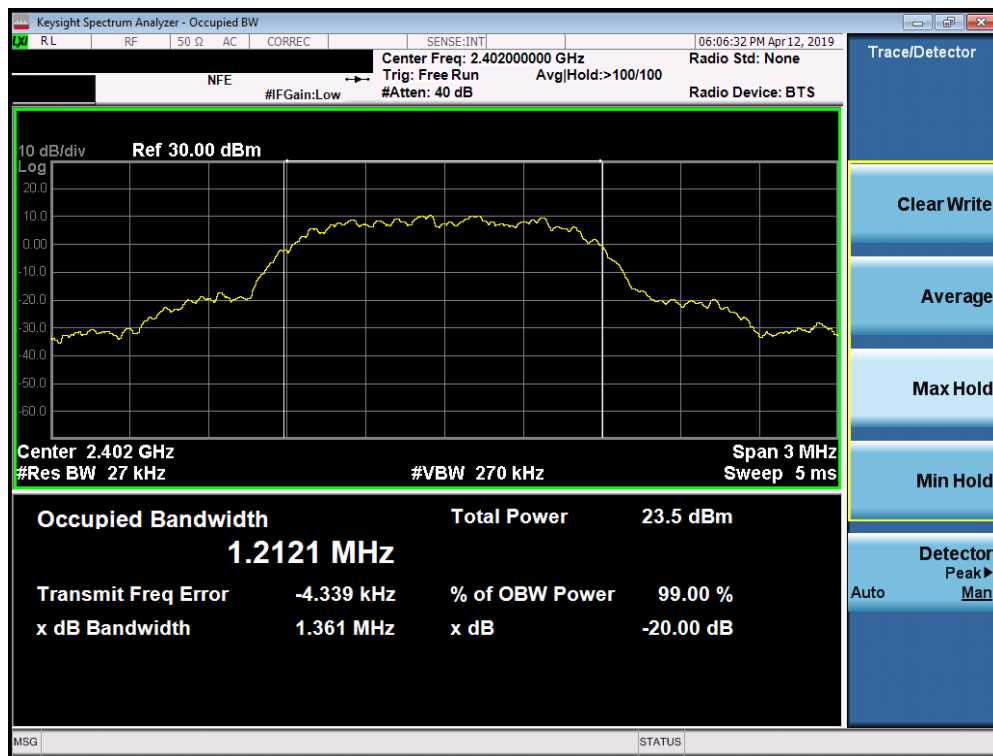 Keysight Spectrum Analyzer - Occupied BW
LXI RL RF 50 Ω AC CORREC SENSE:INT 06:06:32 PM Apr 12, 2019
Center Freq: 2.402000000 GHz Radio Std: None
NFE Trig: Free Run Avg|Hold:>100/100
#IFGain:Low #Atten: 40 dB Radio Device: BTS
10 dB/div Ref 30.00 dBm
Log
20.0
10.0
0.00
-10.0
-20.0
-30.0
-40.0
-50.0
-60.0
Center 2.402 GHz Span 3 MHz
#Res BW 27 kHz #VBW 270 kHz Sweep 5 ms
Occupied Bandwidth Total Power 23.5 dBm
1.2121 MHz
Transmit Freq Error -4.339 kHz % of OBW Power 99.00 %
x dB Bandwidth 1.361 MHz x dB -20.00 dB
MSG STATUS
Trace/Detector
Clear Write
Average
Max Hold
Min Hold
Detector
Peak▶
Auto Man